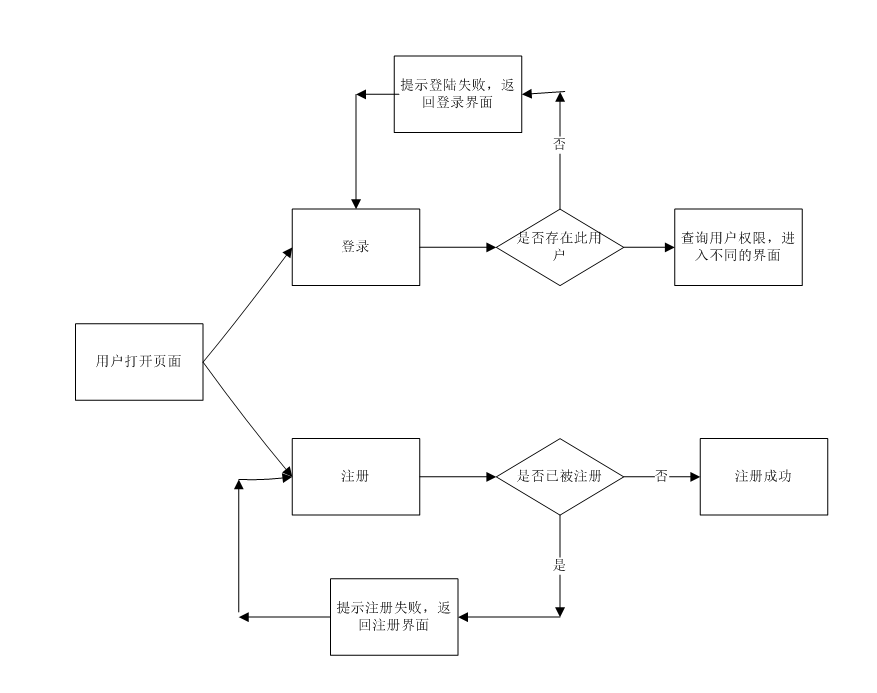 提示登陆失败，返
回登录界面
否
登录
是否存在此用
户
查询用户权限，进
入不同的界面
用户打开页面
注册
是否已被注册
否
注册成功
是
提示注册失败，返
回注册界面